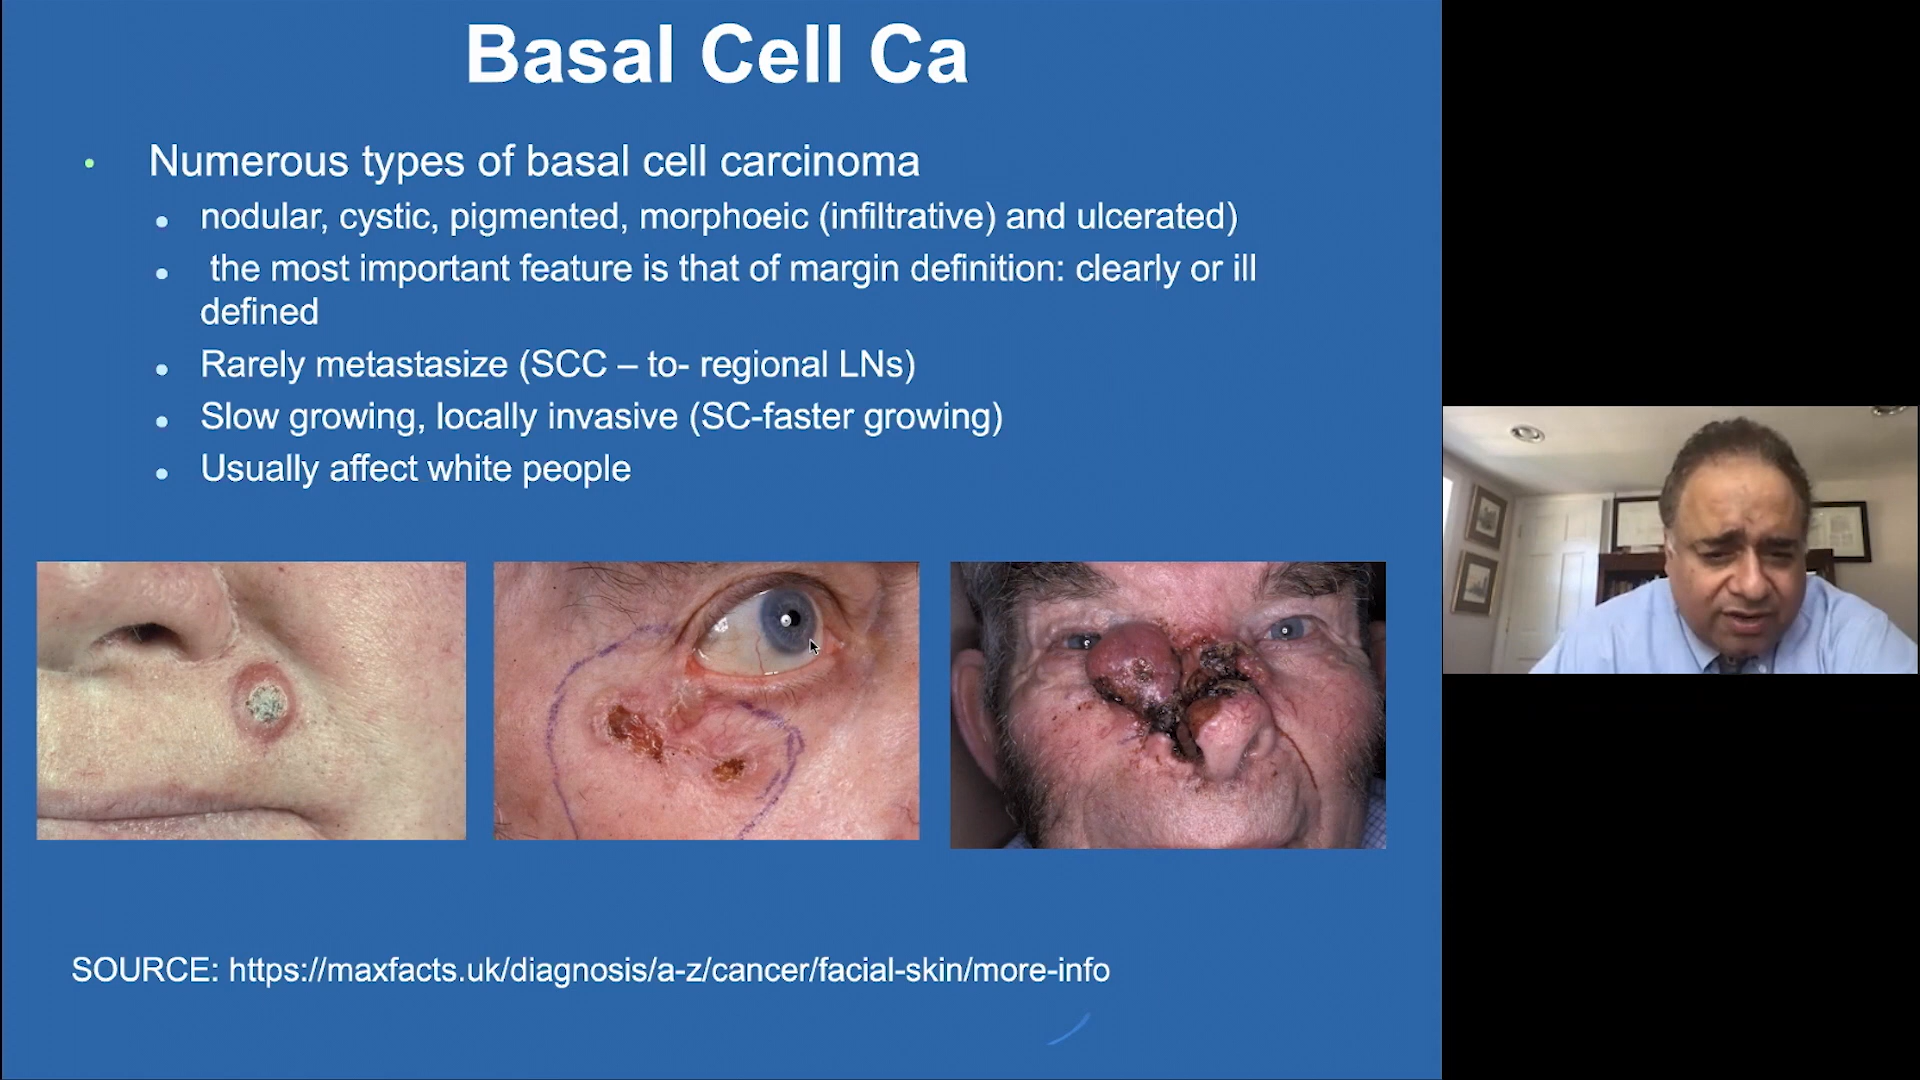 Basal Cell Ca
• Numerous types of basal cell carcinoma
• nodular, cystic, pigmented, morphoeic (infiltrative) and ulcerated)
• the most important feature is that of margin definition: clearly or ill
defined
• Rarely metastasize (SCC – to- regional LNs)
• Slow growing, locally invasive (SC-faster growing)
• Usually affect white people
SOURCE: https://maxfacts.uk/diagnosis/a-z/cancer/facial-skin/more-info